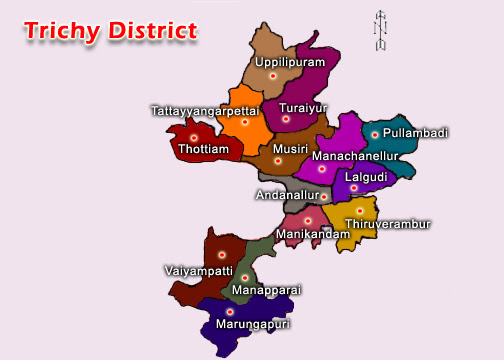 Trichy District
Uppilipuram
Tattayyangarpettai
Turaiyur
Pullambadi
Thottiam
Musiri
Manachanellur
Lalgudi
Andanallur
Thiruverambur
Manikandam
Vaiyampatti
Manapparai
Marungapuri